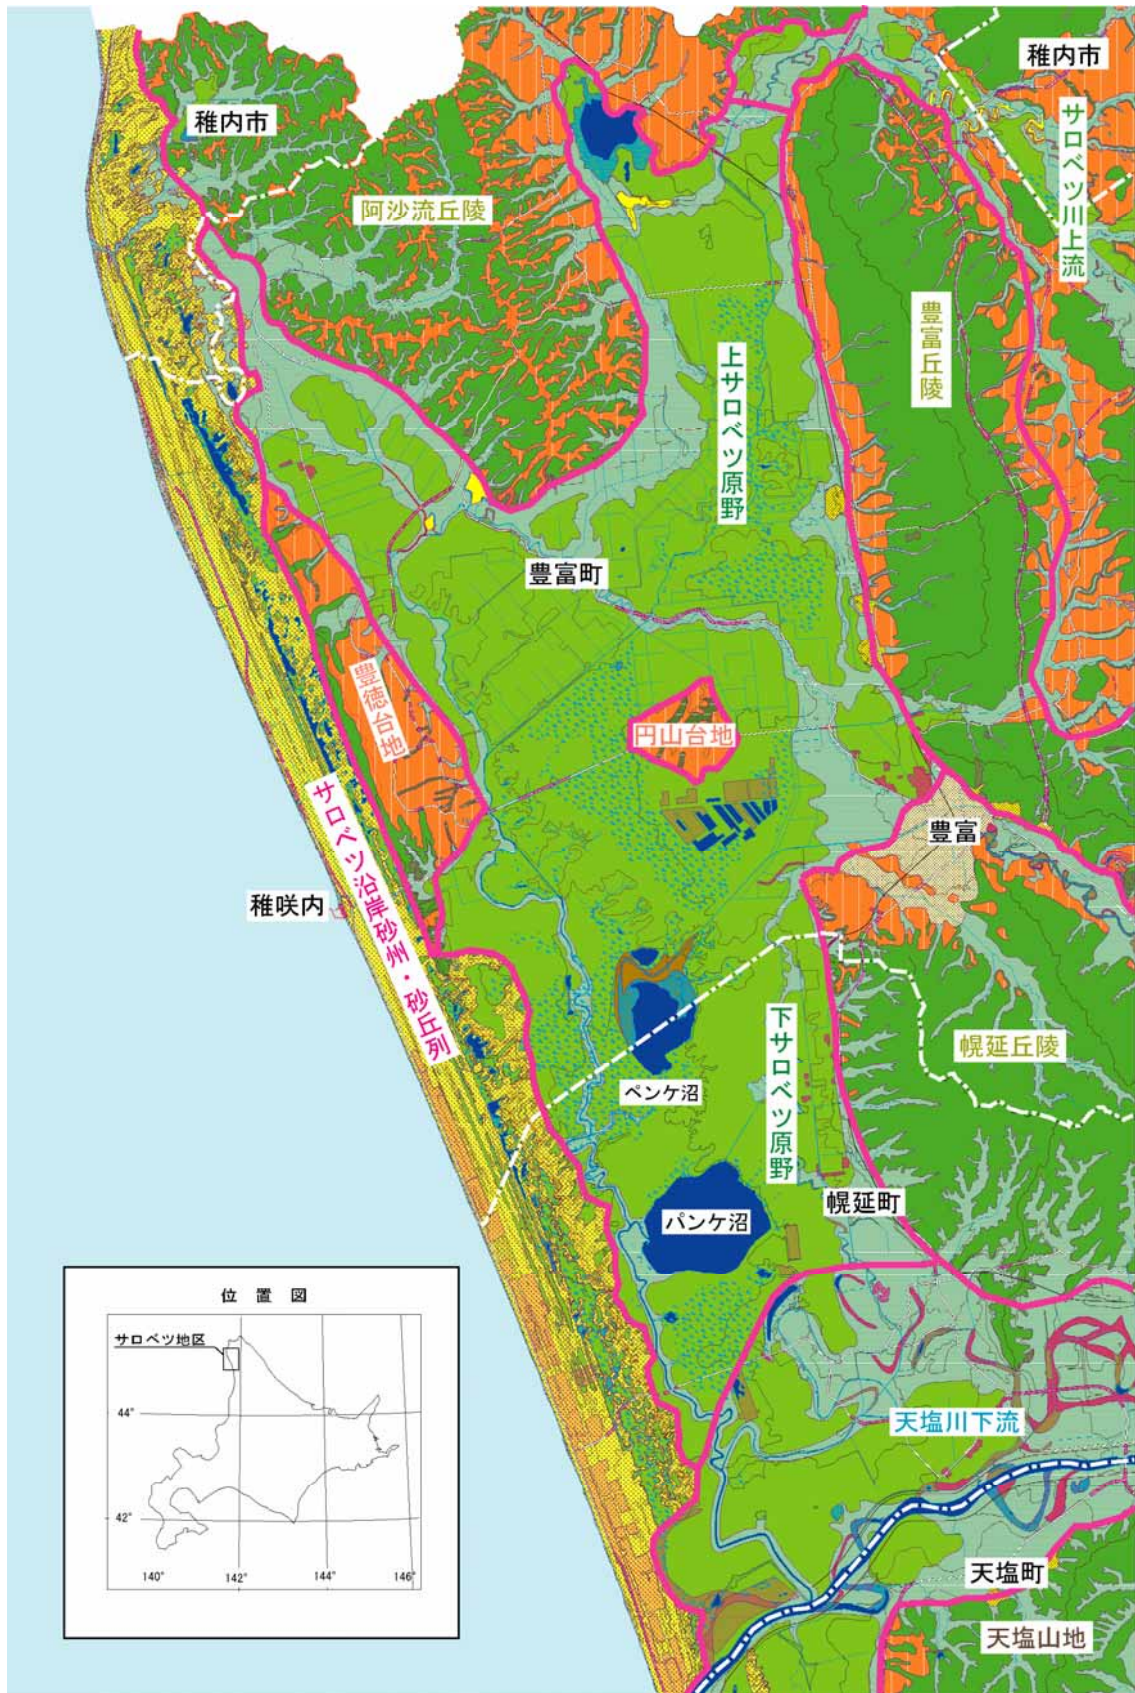 稚内市
稚内市
サロベツ川上流
阿沙流丘陵
豊富丘陵
上サロベツ原野
豊富町
豊徳台地
円山台地
サロベツ沿岸砂州・砂丘列
豊富
稚咲内
下サロベツ原野
幌延丘陵
ペンケ沼
幌延町
パンケ沼
天塩川下流
天塩町
天塩山地
位置図
サロベツ地区
44°
42°
140° 142° 144° 146°